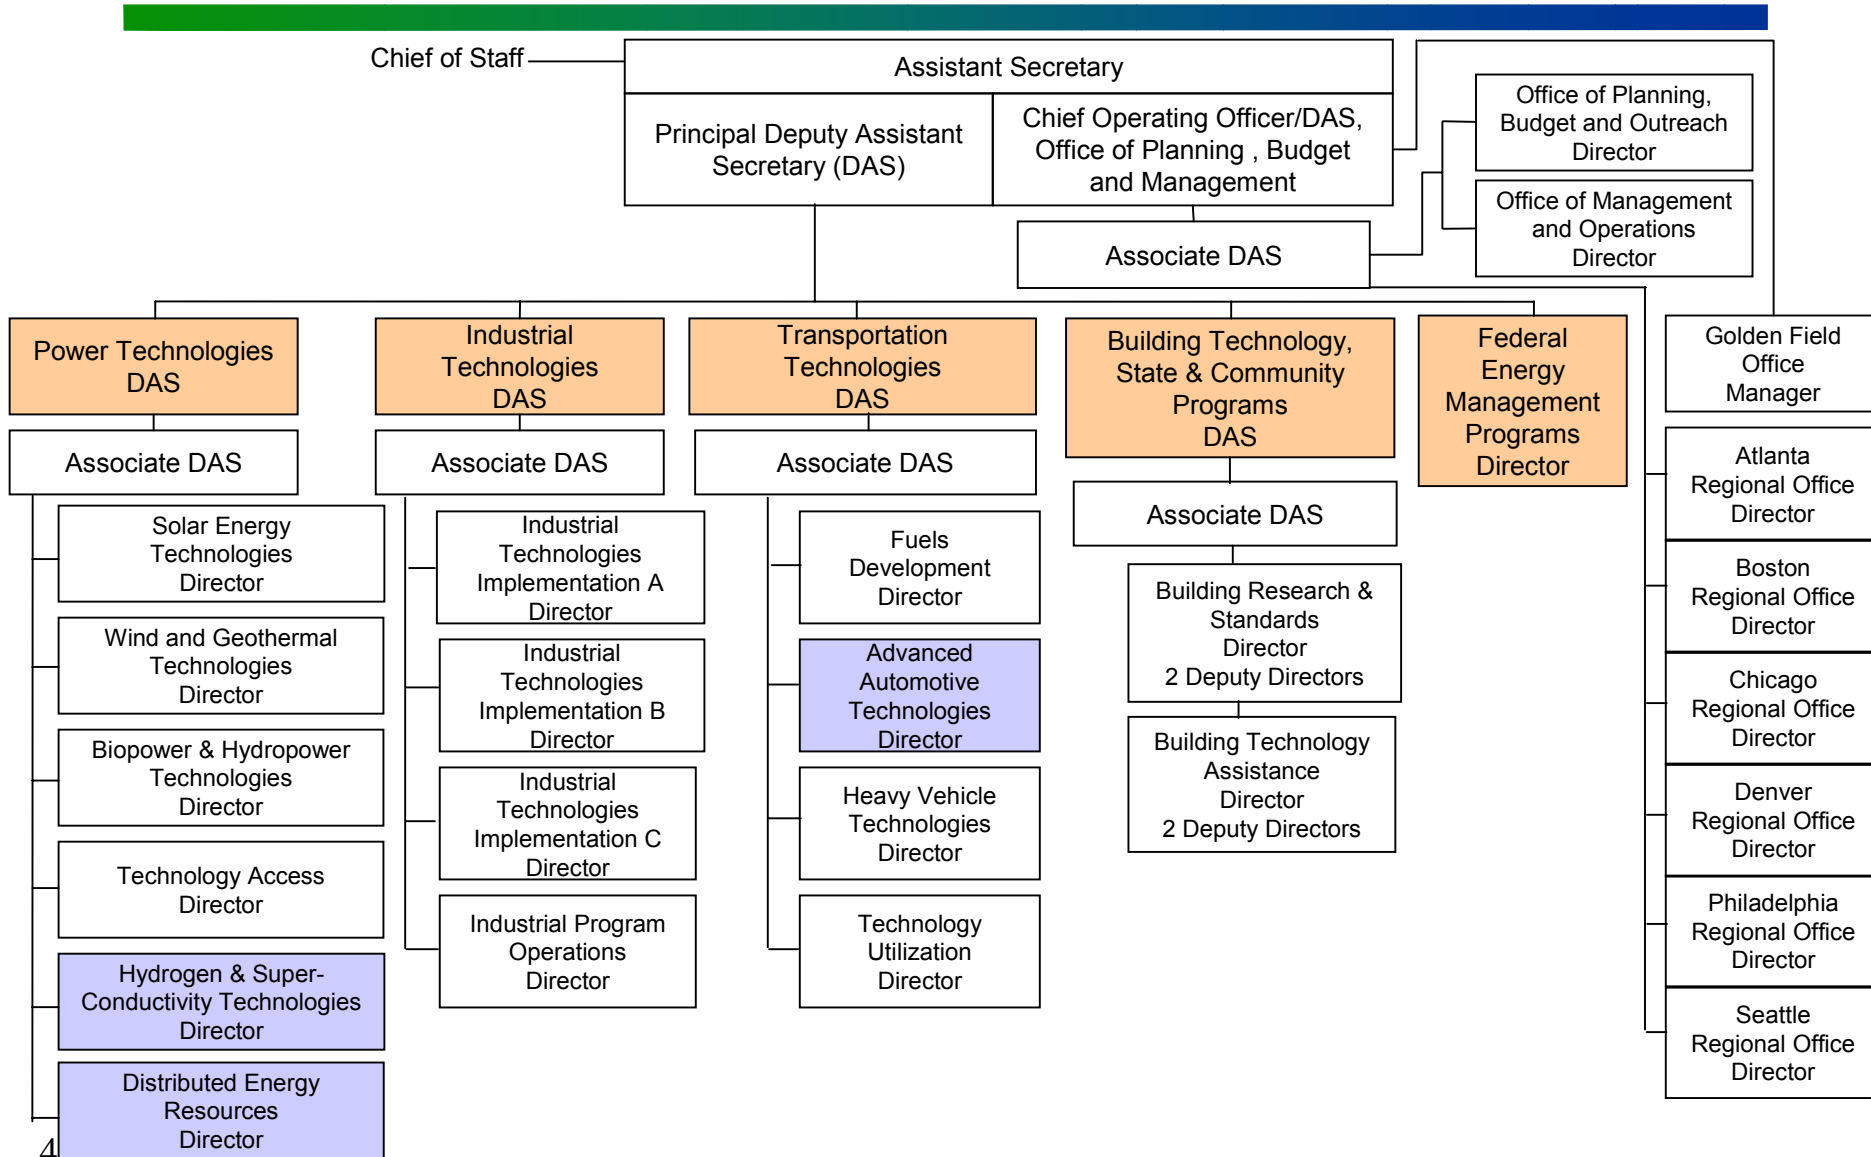 Chief of Staff
Assistant Secretary
Principal Deputy Assistant
Secretary (DAS)
Chief Operating Officer/DAS,
Office of Planning , Budget
and Management
Office of Planning,
Budget and Outreach
Director
Office of Management
and Operations
Director
Associate DAS
Power Technologies
DAS
Industrial
Technologies
DAS
Transportation
Technologies
DAS
Building Technology,
State & Community
Programs
DAS
Federal
Energy
Management
Programs
Director
Golden Field
Office
Manager
Associate DAS
Solar Energy
Technologies
Director
Wind and Geothermal
Technologies
Director
Biopower & Hydropower
Technologies
Director
Technology Access
Director
Hydrogen & Super-
Conductivity Technologies
Director
Distributed Energy
Resources
Director
Associate DAS
Industrial
Technologies
Implementation A
Director
Industrial
Technologies
Implementation B
Director
Industrial
Technologies
Implementation C
Director
Industrial Program
Operations
Director
Associate DAS
Fuels
Development
Director
Advanced
Automotive
Technologies
Director
Heavy Vehicle
Technologies
Director
Technology
Utilization
Director
Associate DAS
Building Research &
Standards
Director
2 Deputy Directors
Building Technology
Assistance
Director
2 Deputy Directors
Atlanta
Regional Office
Director
Boston
Regional Office
Director
Chicago
Regional Office
Director
Denver
Regional Office
Director
Philadelphia
Regional Office
Director
Seattle
Regional Office
Director
4